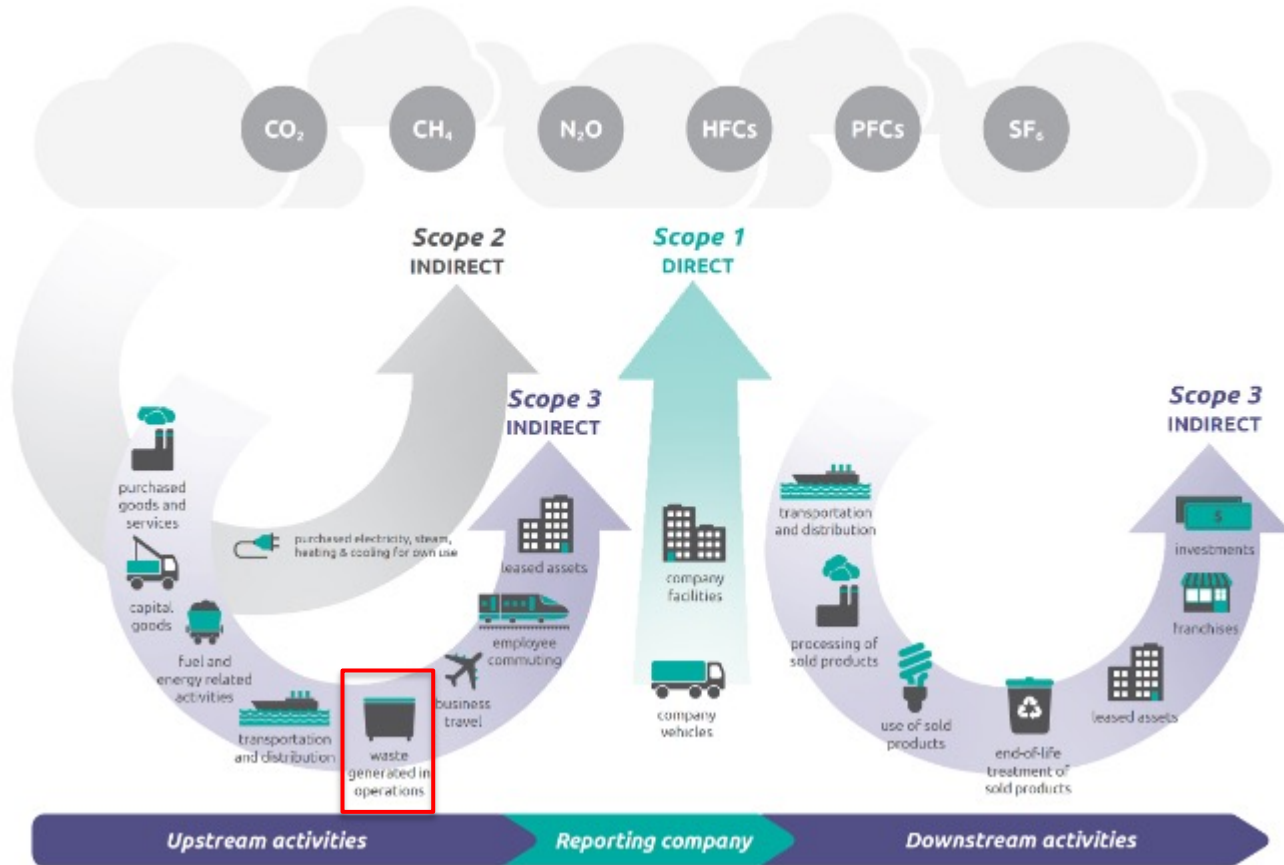 CO₂
CH₄
N₂O
HFCs
PFCs
SF₆
Scope 2
INDIRECT
Scope 1
DIRECT
Scope 3
INDIRECT
Scope 3
INDIRECT
purchased
goods and
services
capital
goods
fuel and
energy related
activities
transportation
and distribution
waste
generated in
operations
business
travel
employee
commuting
leased assets
purchased electricity, steam,
heating & cooling for own use
company
facilities
company
vehicles
transportation
and distribution
processing of
sold products
use of sold
products
end-of-life
treatment of
sold products
leased assets
franchises
investments
$
Upstream activities
Reporting company
Downstream activities